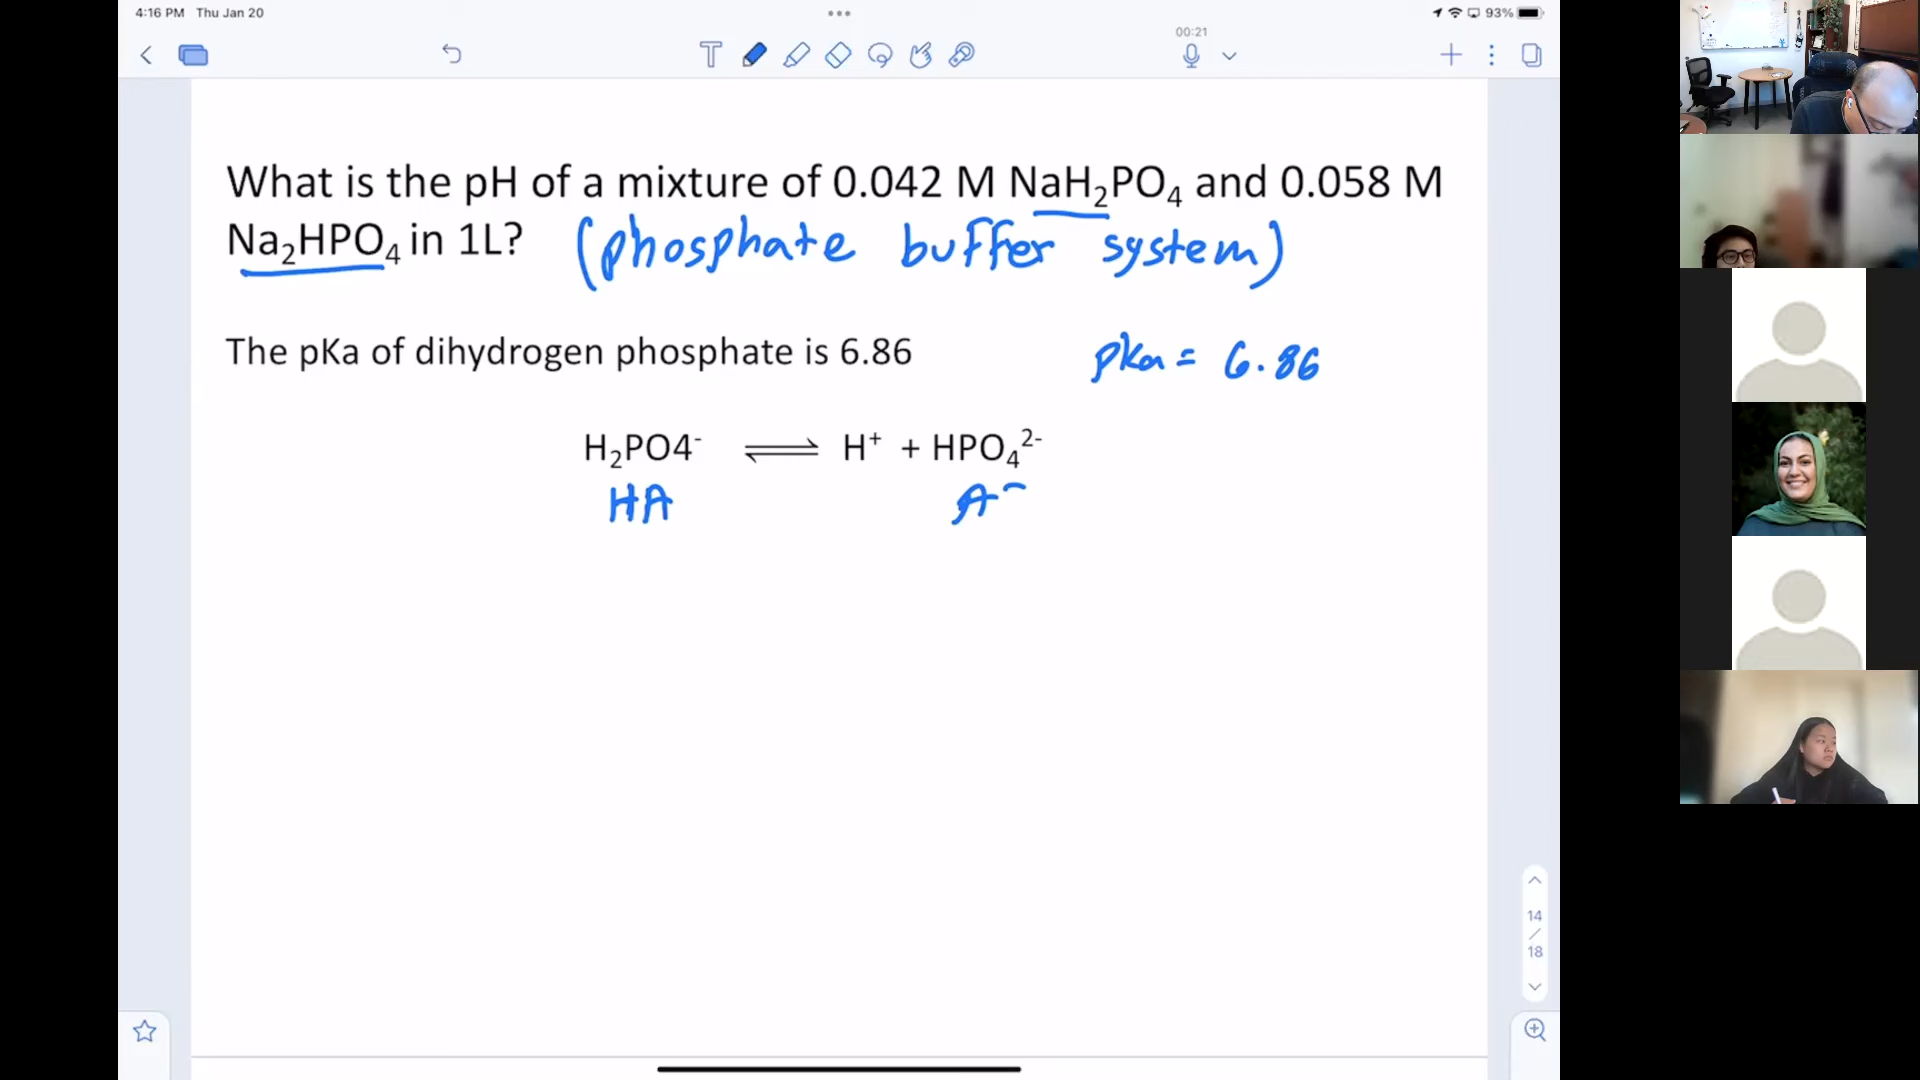 4:16 PM Thu Jan 20
93%
00:21
T
What is the pH of a mixture of 0.042 M NaH₂PO₄ and 0.058 M
Na₂HPO₄ in 1L? (phosphate buffer system)
The pKa of dihydrogen phosphate is 6.86 pka = 6.86
H₂PO4⁻ ⇌ H⁺ + HPO₄²⁻
HA A⁻
14
/
18